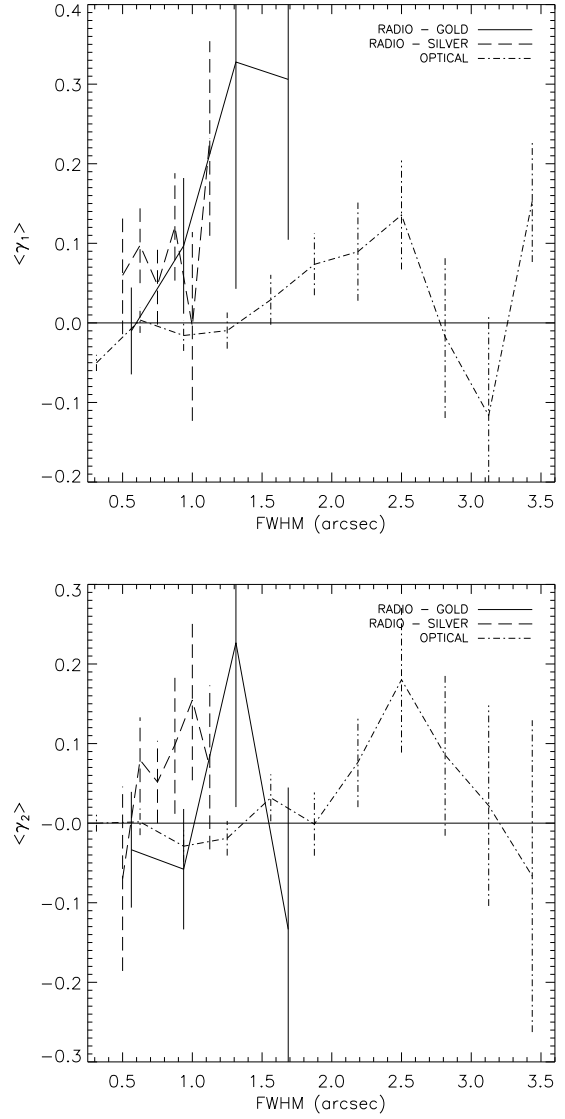 0.4
RADIO – GOLD
RADIO – SILVER
OPTICAL
0.3
0.2
<γ1>
0.1
0.0
−0.1
−0.2
0.5 1.0 1.5 2.0 2.5 3.0 3.5
FWHM (arcsec)
0.3
RADIO – GOLD
RADIO – SILVER
OPTICAL
0.2
0.1
<γ2>
−0.0
−0.1
−0.2
−0.3
0.5 1.0 1.5 2.0 2.5 3.0 3.5
FWHM (arcsec)